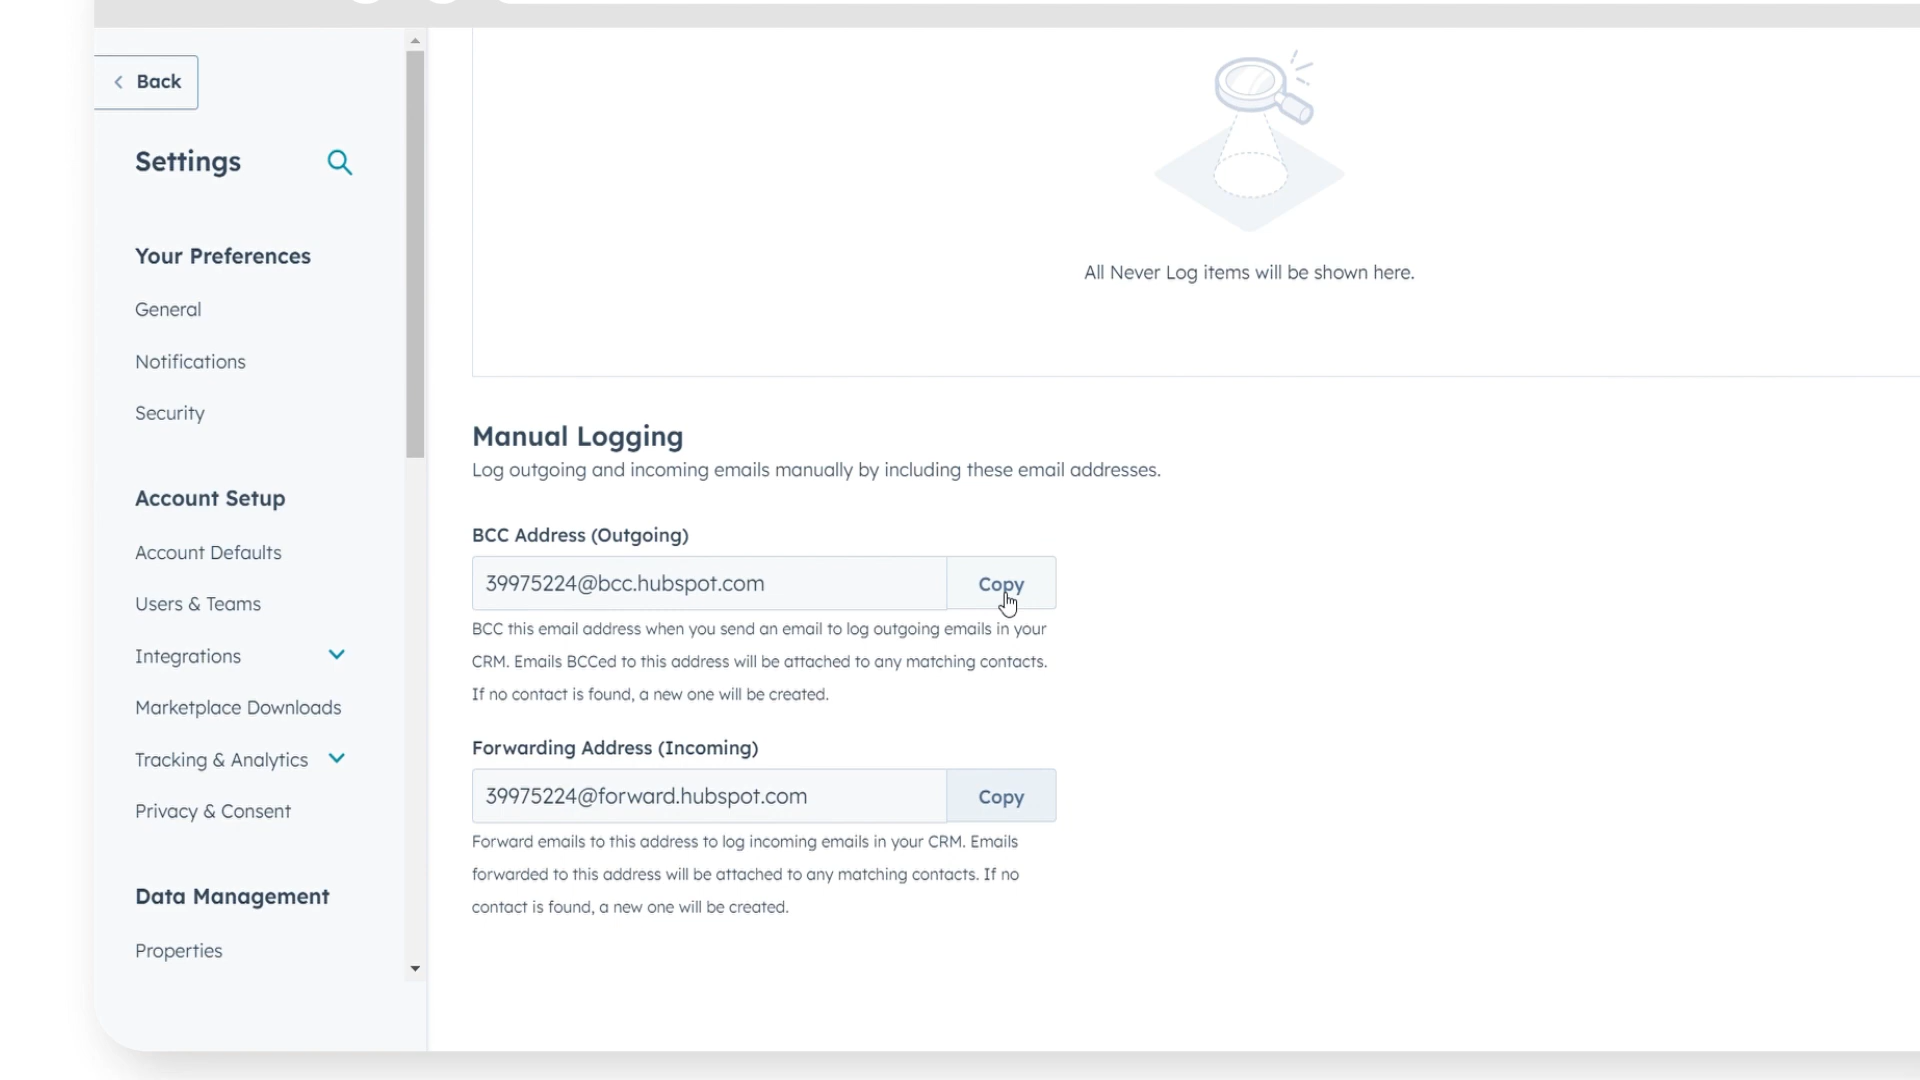 Back
Settings
Your Preferences
General
Notifications
Security
Account Setup
Account Defaults
Users & Teams
Integrations
Marketplace Downloads
Tracking & Analytics
Privacy & Consent
Data Management
Properties
All Never Log items will be shown here.
Manual Logging
Log outgoing and incoming emails manually by including these email addresses.
BCC Address (Outgoing)
39975224@bcc.hubspot.com Copy
BCC this email address when you send an email to log outgoing emails in your
CRM. Emails BCCed to this address will be attached to any matching contacts.
If no contact is found, a new one will be created.
Forwarding Address (Incoming)
39975224@forward.hubspot.com Copy
Forward emails to this address to log incoming emails in your CRM. Emails
forwarded to this address will be attached to any matching contacts. If no
contact is found, a new one will be created.